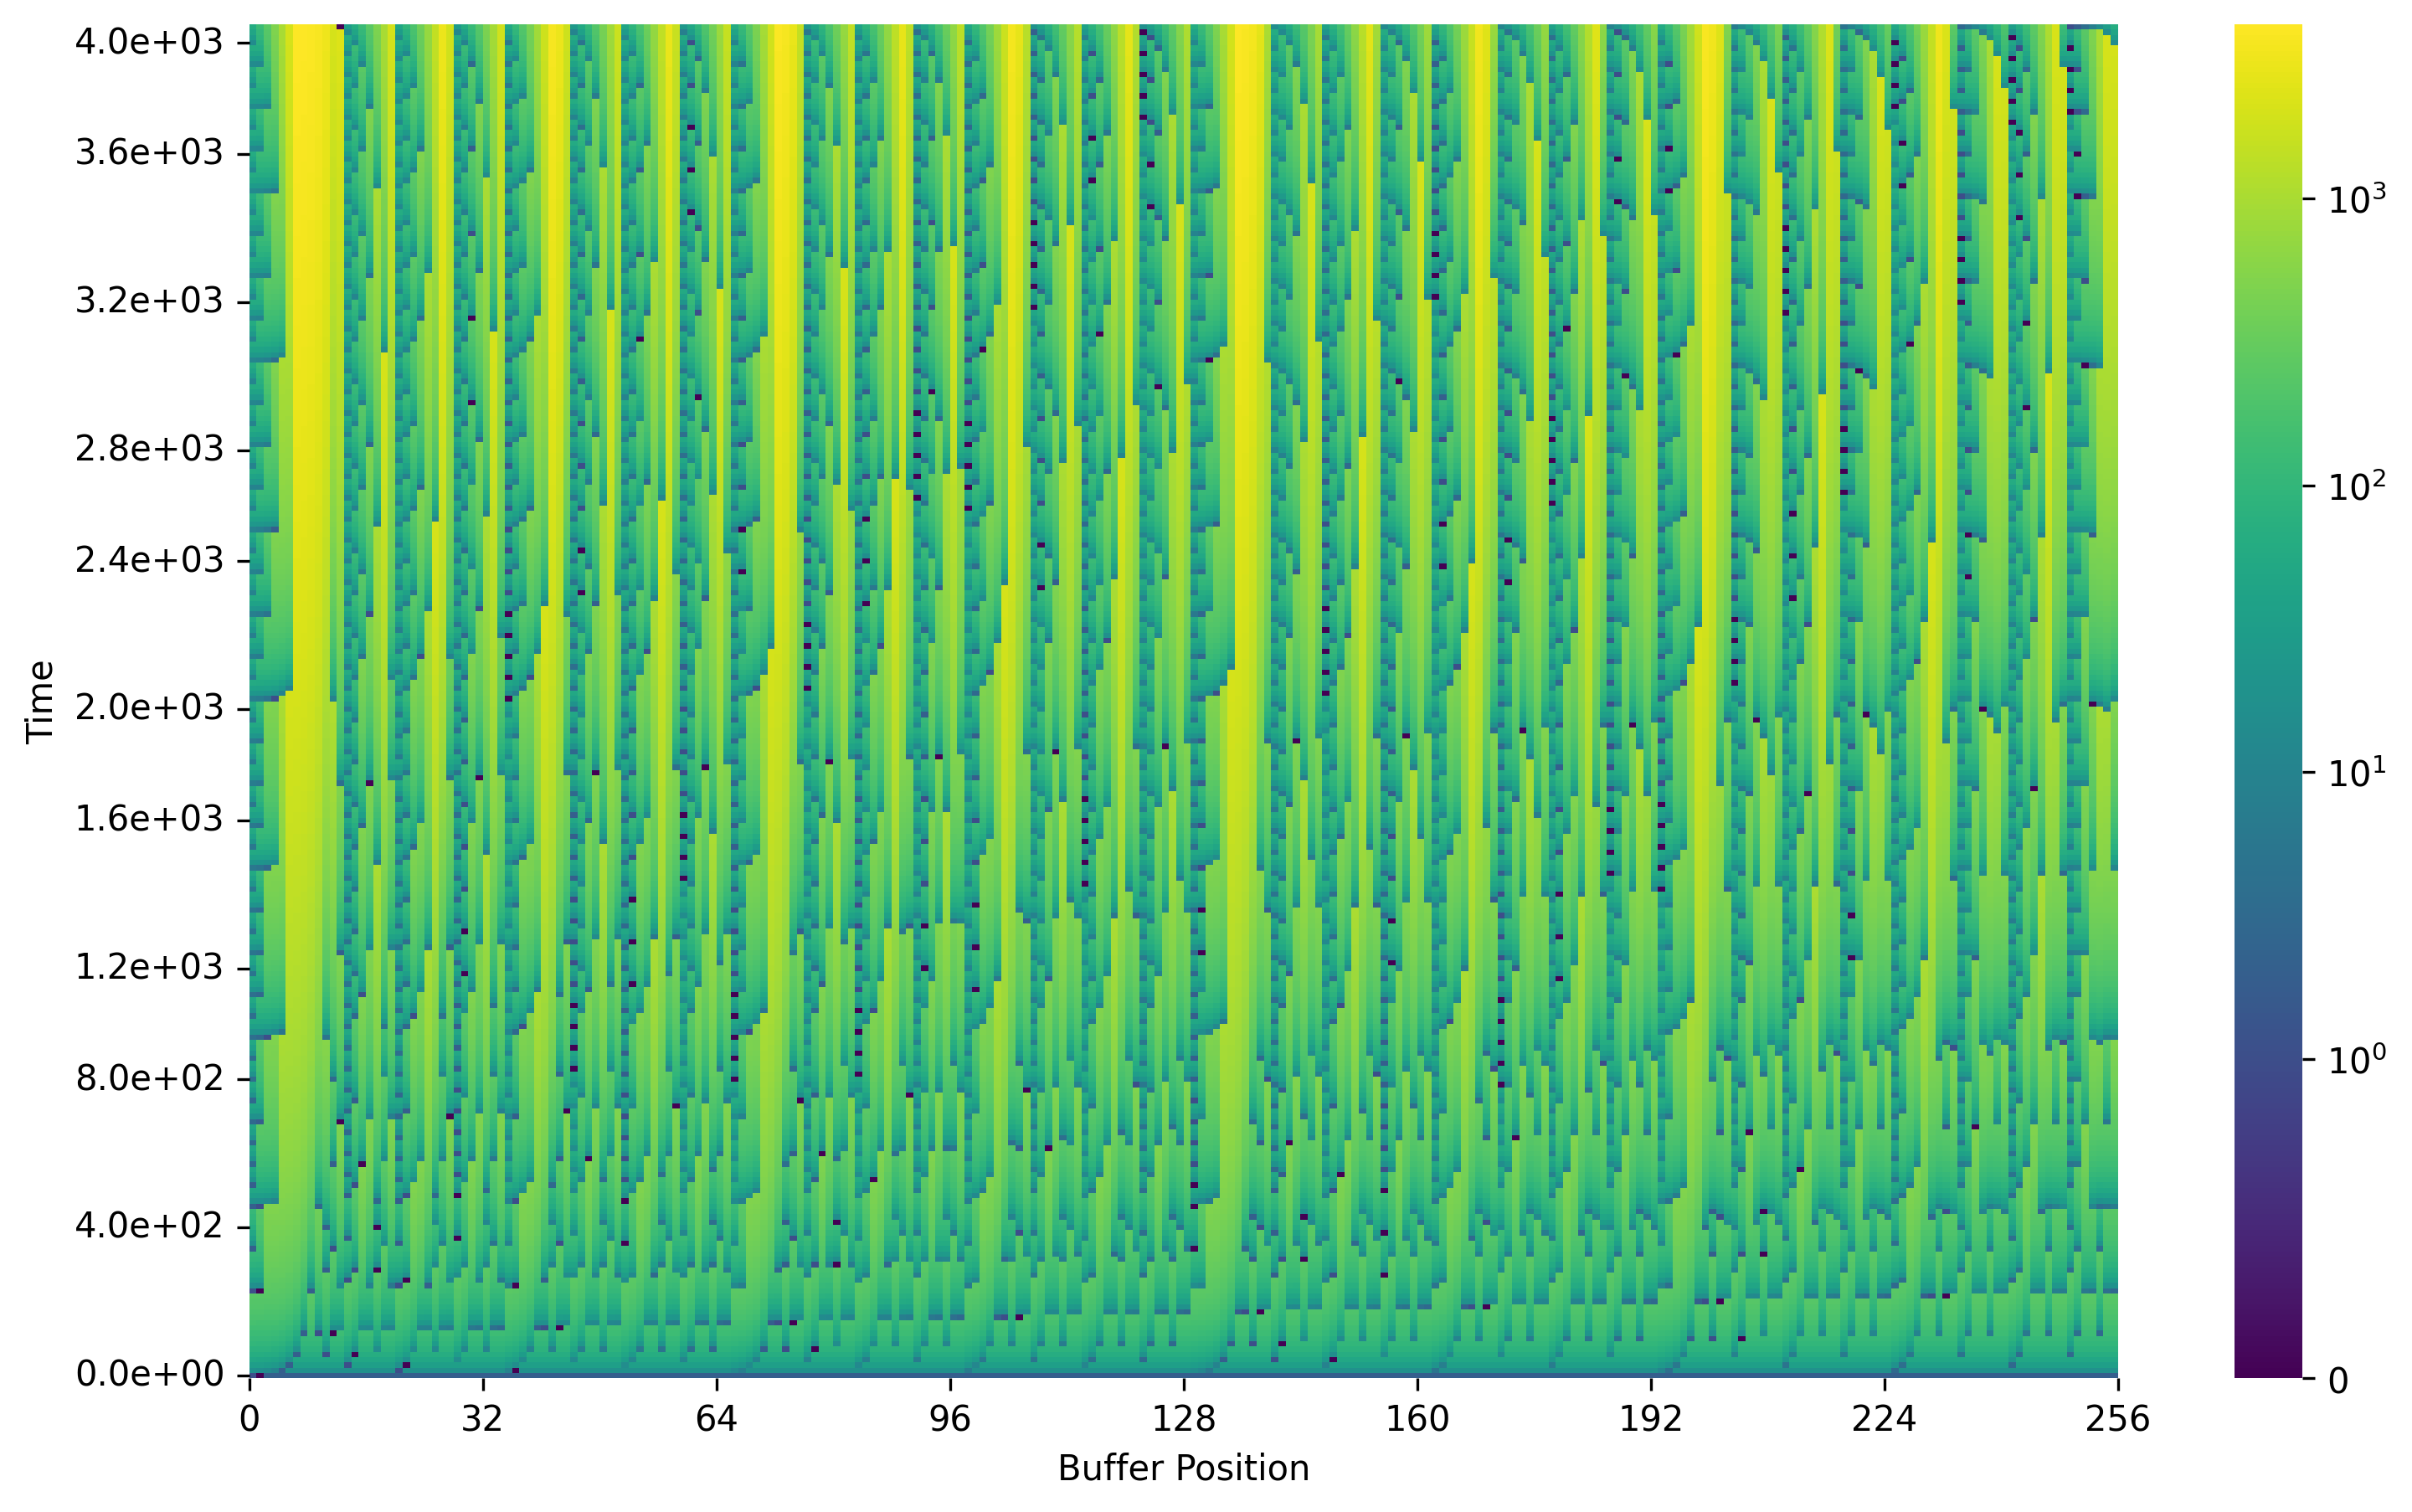 4.0e+03
3.6e+03
3.2e+03
2.8e+03
2.4e+03
2.0e+03
1.6e+03
1.2e+03
8.0e+02
4.0e+02
0.0e+00
Time
0 32 64 96 128 160 192 224 256
Buffer Position
10³
10²
10¹
10⁰
0